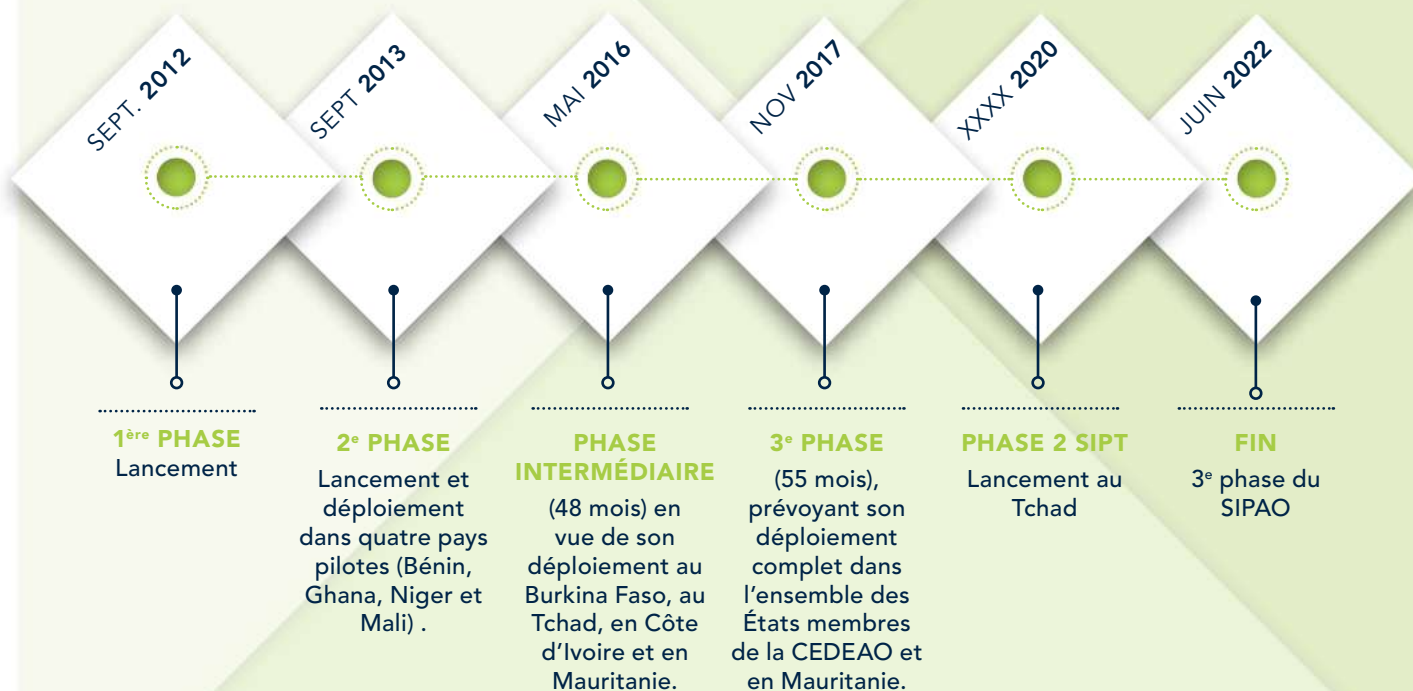 SEPT. 2012
SEPT 2013
MAI 2016
NOV 2017
XXXX 2020
JUIN 2022
1ère PHASE
Lancement
2e PHASE
Lancement et
déploiement
dans quatre pays
pilotes (Bénin,
Ghana, Niger et
Mali) .
PHASE
INTERMÉDIAIRE
(48 mois) en
vue de son
déploiement au
Burkina Faso, au
Tchad, en Côte
d’Ivoire et en
Mauritanie.
3e PHASE
(55 mois),
prévoyant son
déploiement
complet dans
l’ensemble des
États membres
de la CEDEAO et
en Mauritanie.
PHASE 2 SIPT
Lancement au
Tchad
FIN
3e phase du
SIPAO